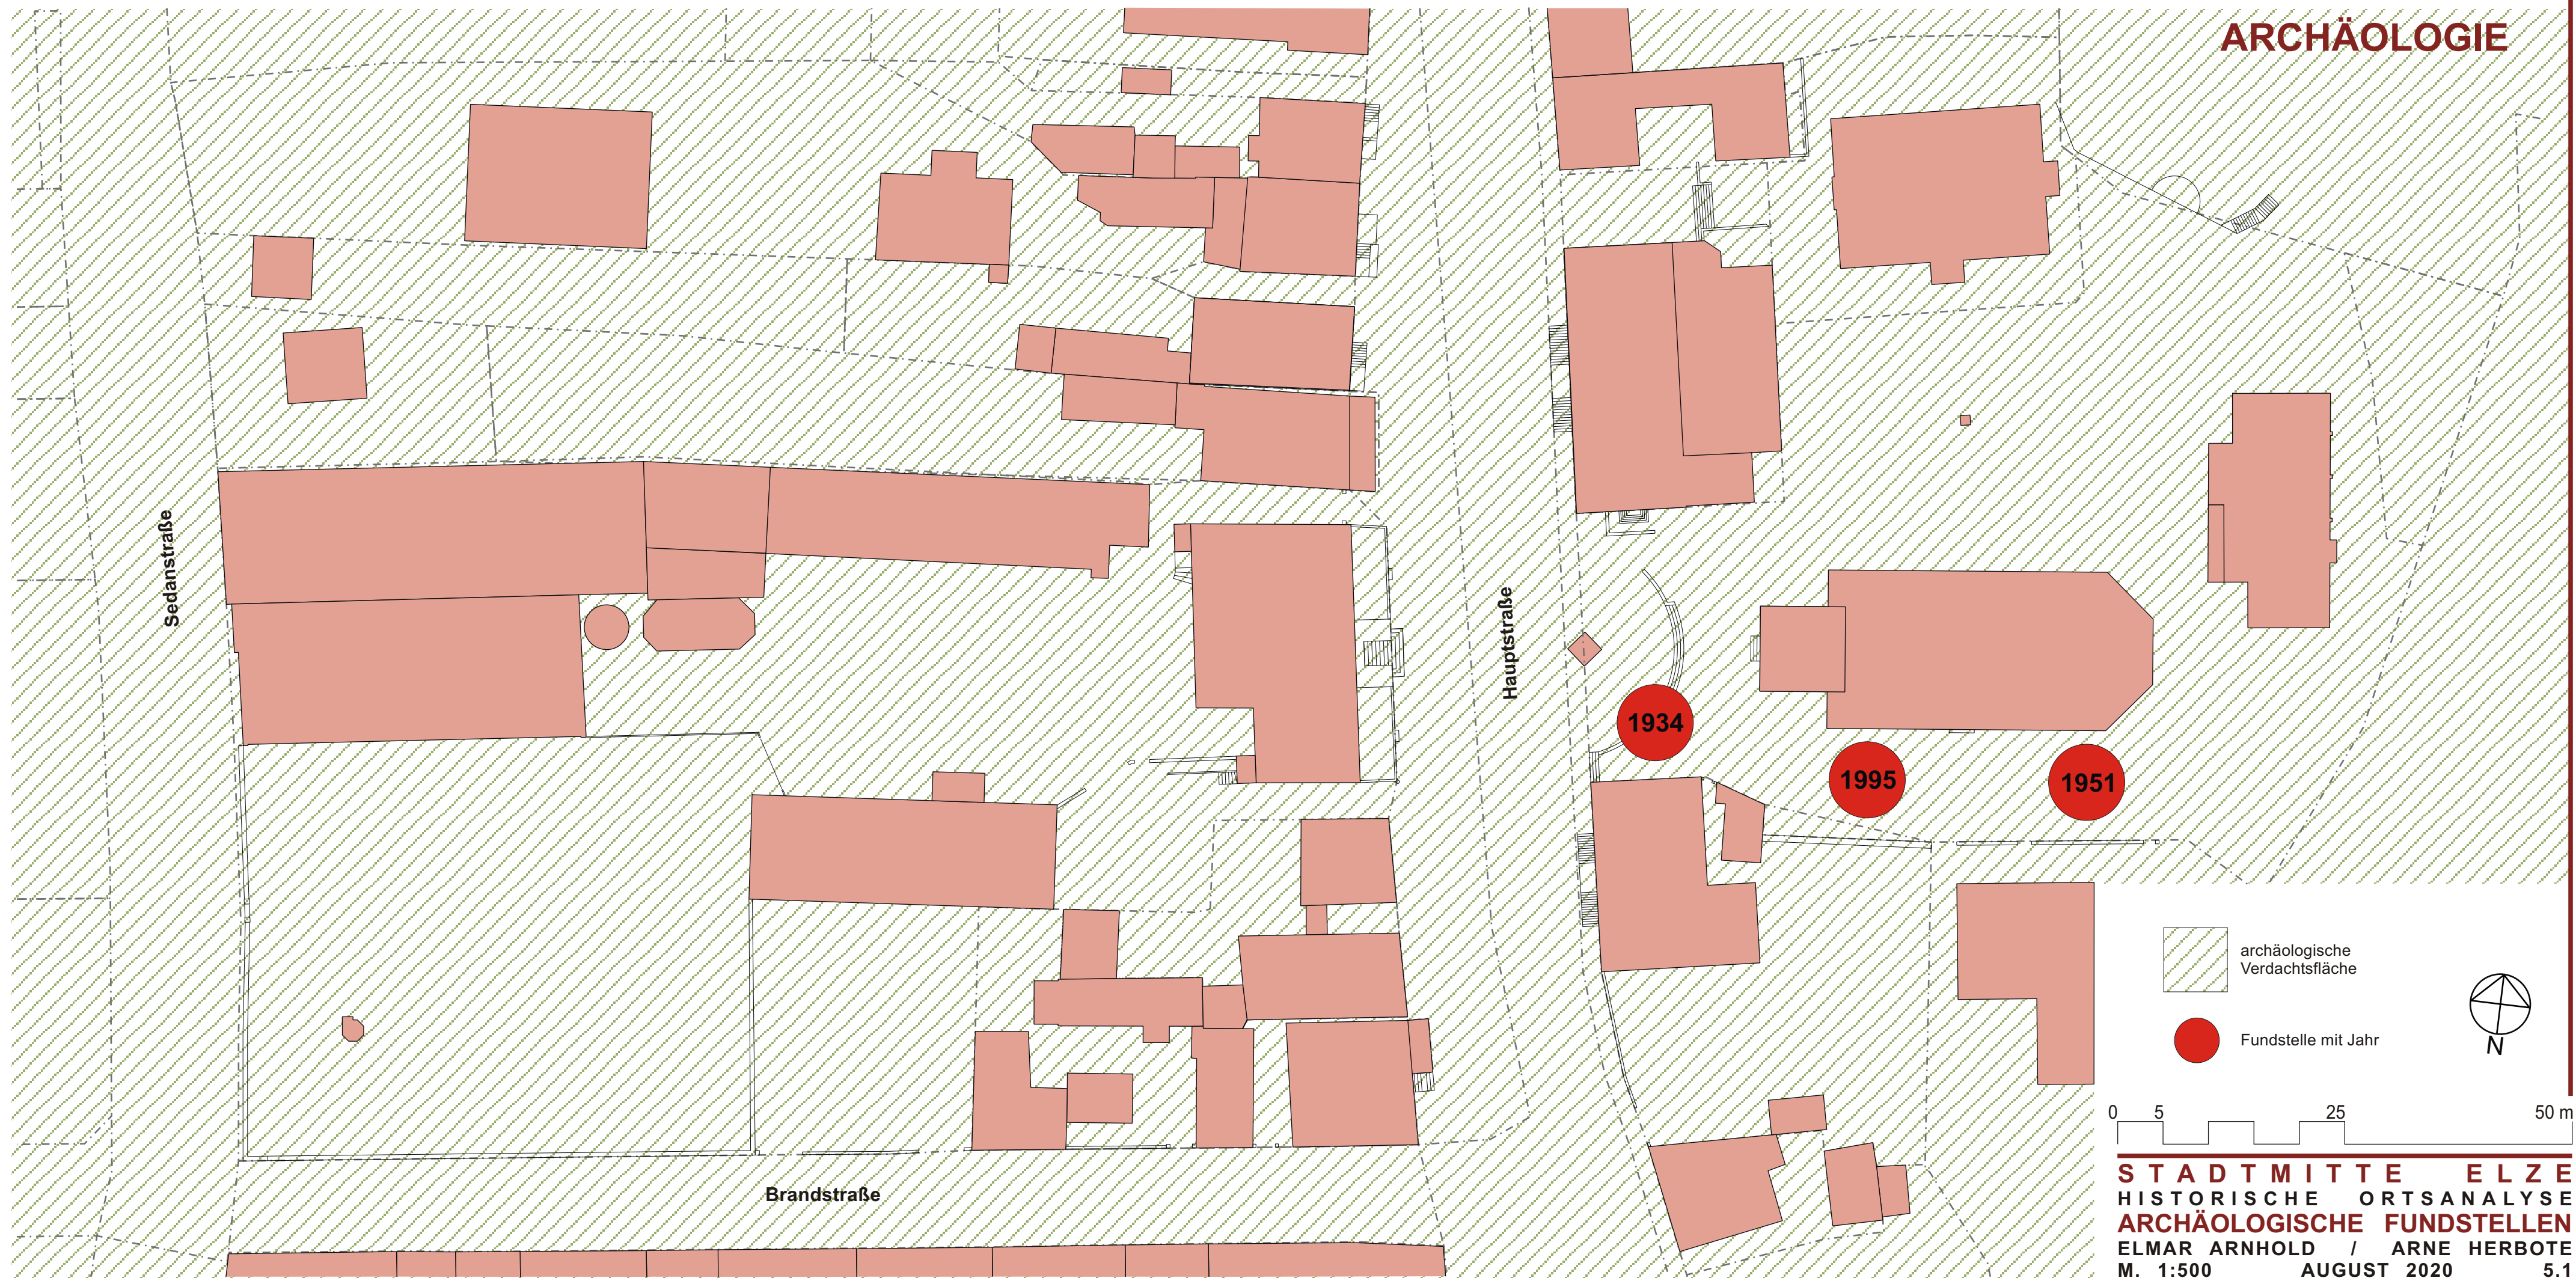 ARCHÄOLOGIE
Sedanstraße
Hauptstraße
1934
1995
1951
archäologische
Verdachtsfläche
Fundstelle mit Jahr
N
0 5 25 50 m
Brandstraße
STADTMITTE ELZE
HISTORISCHE ORTSANALYSE
ARCHÄOLOGISCHE FUNDSTELLEN
ELMAR ARNHOLD / ARNE HERBOTE
M. 1:500 AUGUST 2020 5.1